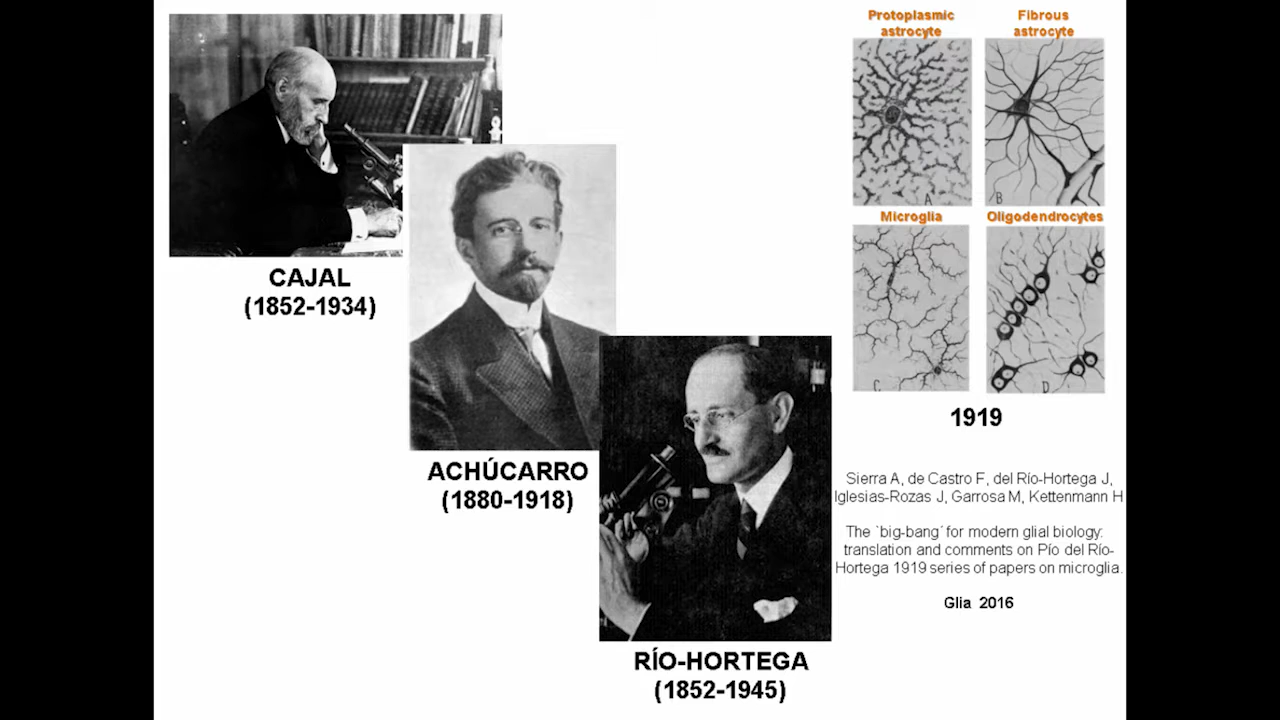 CAJAL
(1852-1934)
ACHÚCARRO
(1880-1918)
RÍO-HORTEGA
(1852-1945)
Protoplasmic
astrocyte
A
Fibrous
astrocyte
B
Microglia
C
Oligodendrocytes
D
1919
Sierra A, de Castro F, del Río-Hortega J,
Iglesias-Rozas J, Garrosa M, Kettenmann H
The `big-bang´ for modern glial biology:
translation and comments on Pío del Río-
Hortega 1919 series of papers on microglia.
Glia 2016